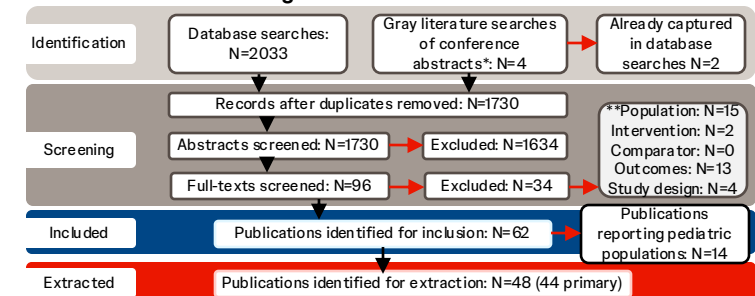 Identification
Database searches:
N=2033
Gray literature searches
of conference
abstracts*: N=4
Already captured
in database
searches N=2
Records after duplicates removed: N=1730
Screening
Abstracts screened: N=1730
Excluded: N=1634
Full-texts screened: N=96
Excluded: N=34
**Population: N=15
Intervention: N=2
Comparator: N=0
Outcomes: N=13
Study design: N=4
Included
Publications identified for inclusion: N=62
Publications
reporting pediatric
populations: N=14
Extracted
Publications identified for extraction: N=48 (44 primary)